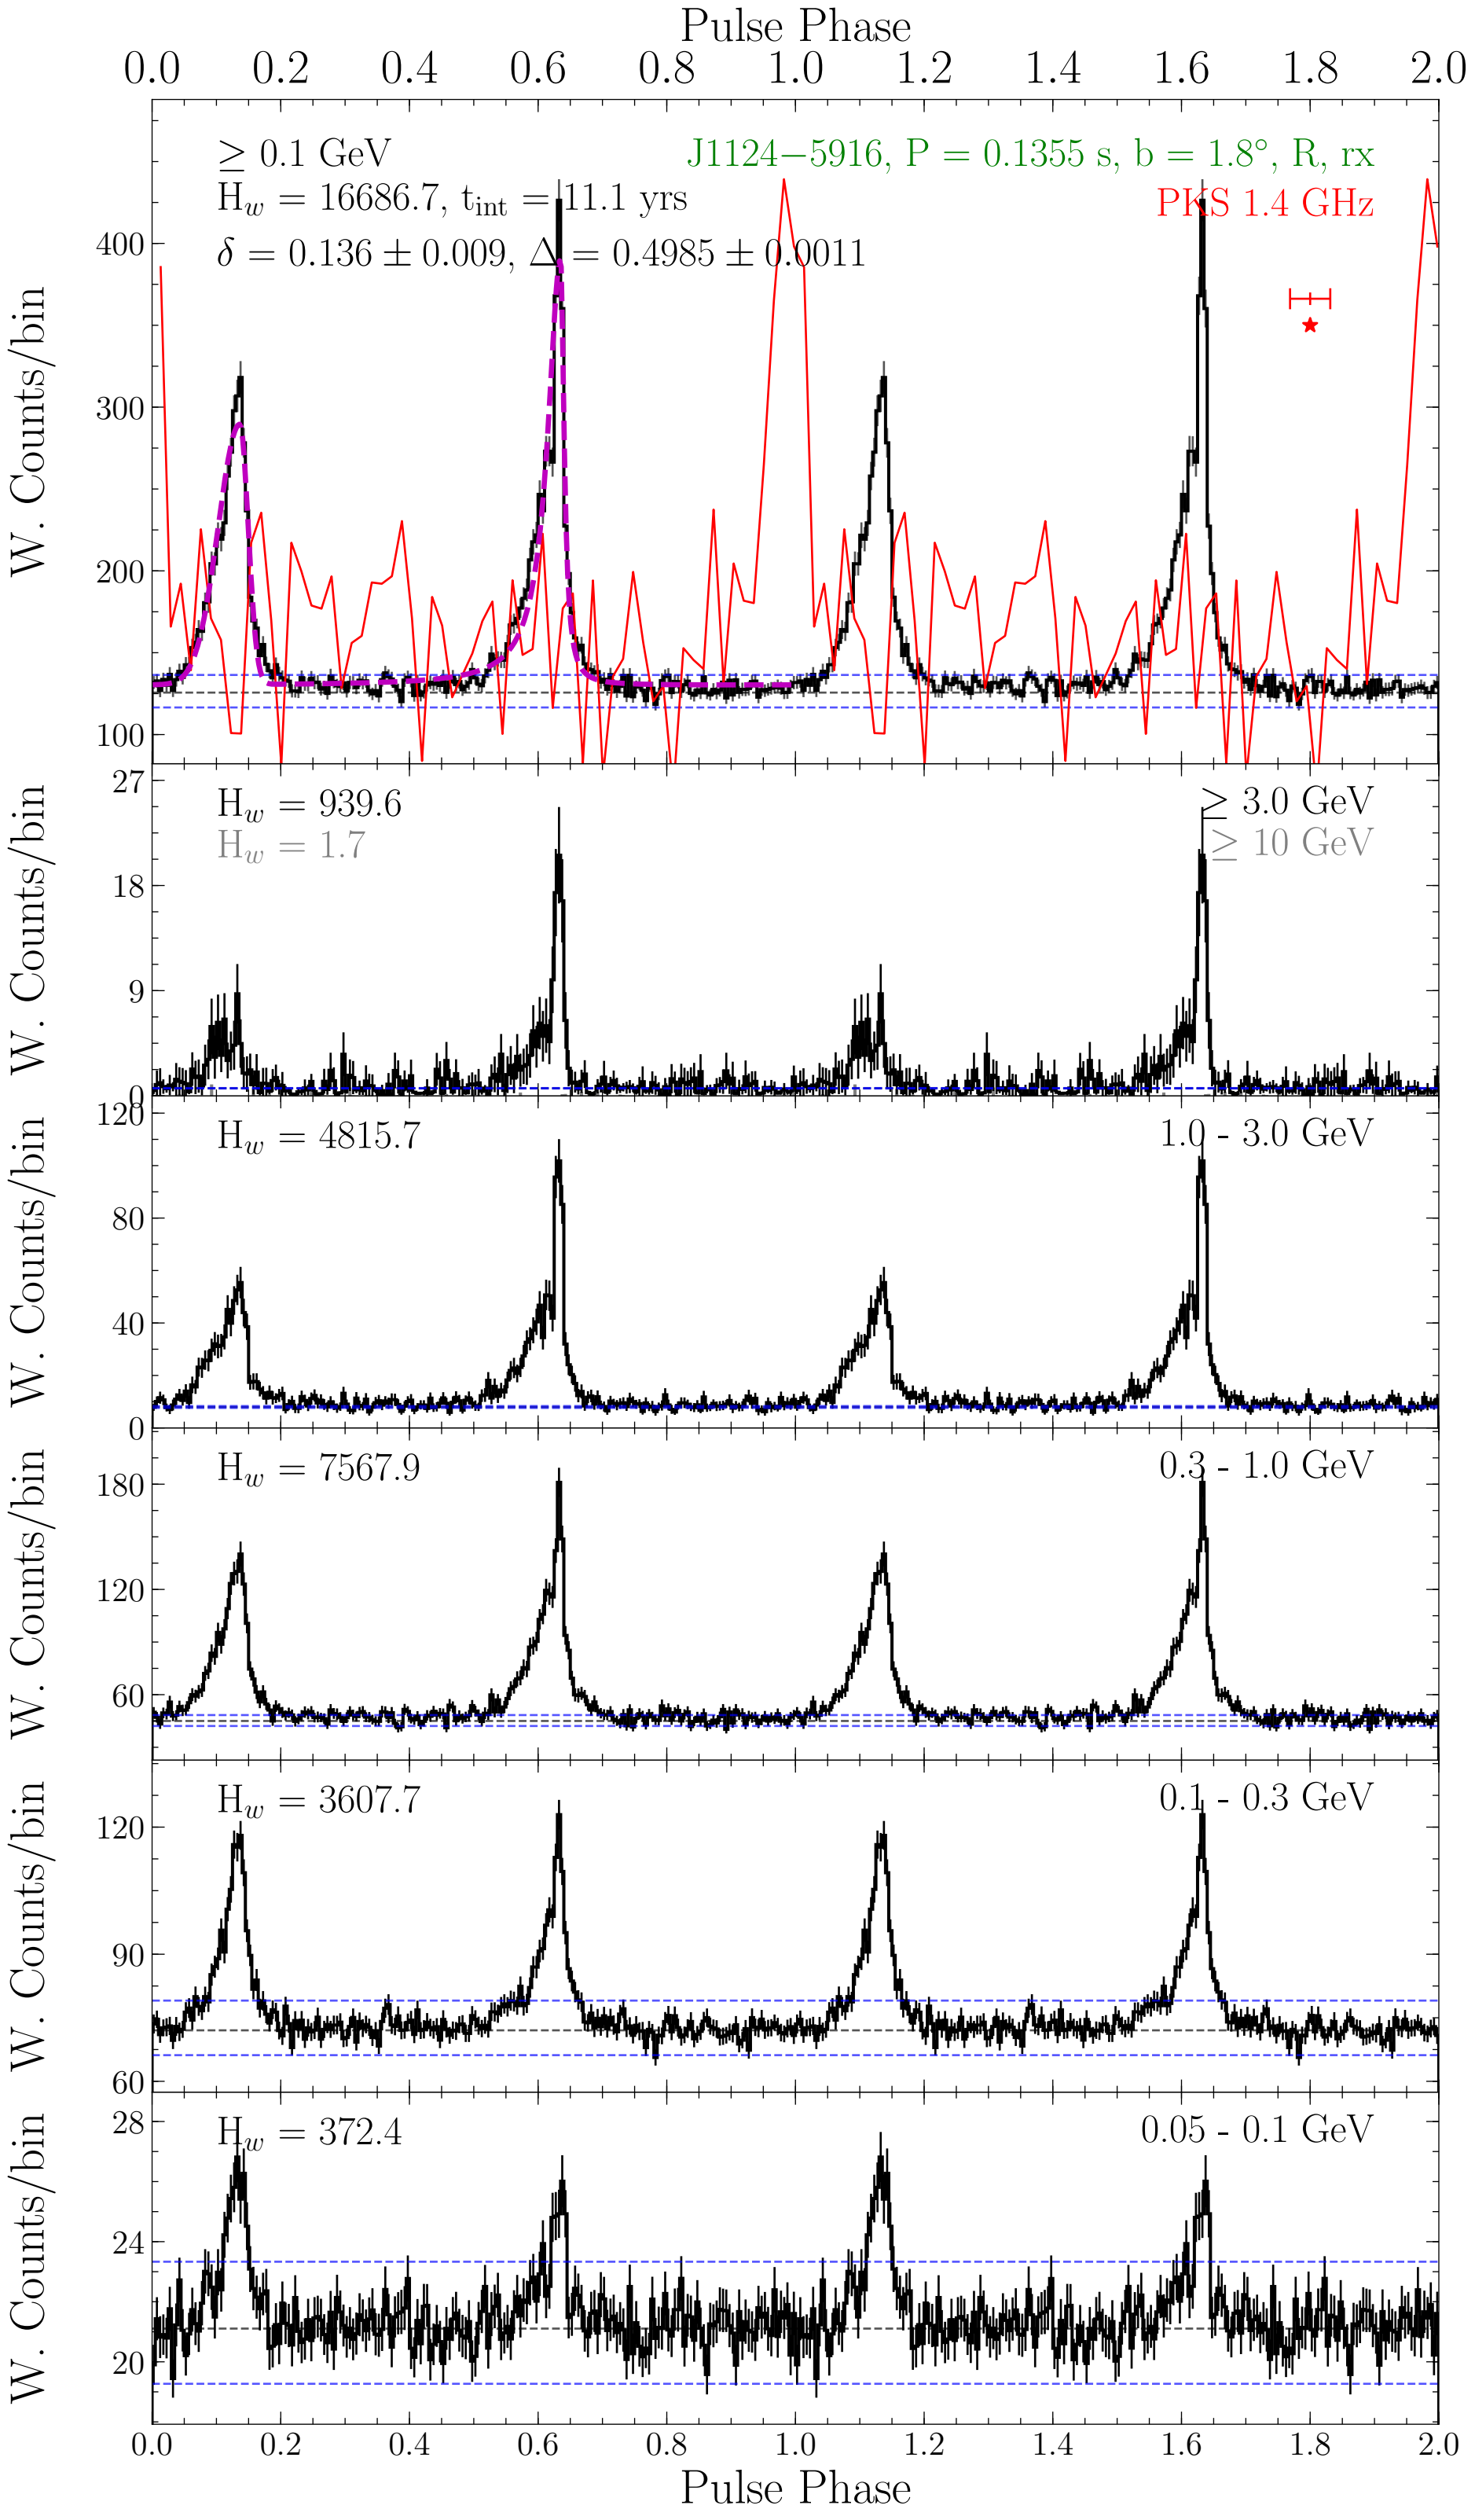 Pulse Phase
0.0 0.2 0.4 0.6 0.8 1.0 1.2 1.4 1.6 1.8 2.0
≥ 0.1 GeV
J1124−5916, P = 0.1355 s, b = 1.8°, R, rx
H_w = 16686.7, t_int = 11.1 yrs
PKS 1.4 GHz
δ = 0.136 ± 0.009, Δ = 0.4985 ± 0.0011
400
300
200
100
W. Counts/bin
27
18
9
0
W. Counts/bin
H_w = 939.6
≥ 3.0 GeV
H_w = 1.7
≥ 10 GeV
120
80
40
0
W. Counts/bin
H_w = 4815.7
1.0 - 3.0 GeV
180
120
60
W. Counts/bin
H_w = 7567.9
0.3 - 1.0 GeV
120
90
60
W. Counts/bin
H_w = 3607.7
0.1 - 0.3 GeV
28
24
20
W. Counts/bin
H_w = 372.4
0.05 - 0.1 GeV
0.0 0.2 0.4 0.6 0.8 1.0 1.2 1.4 1.6 1.8 2.0
Pulse Phase